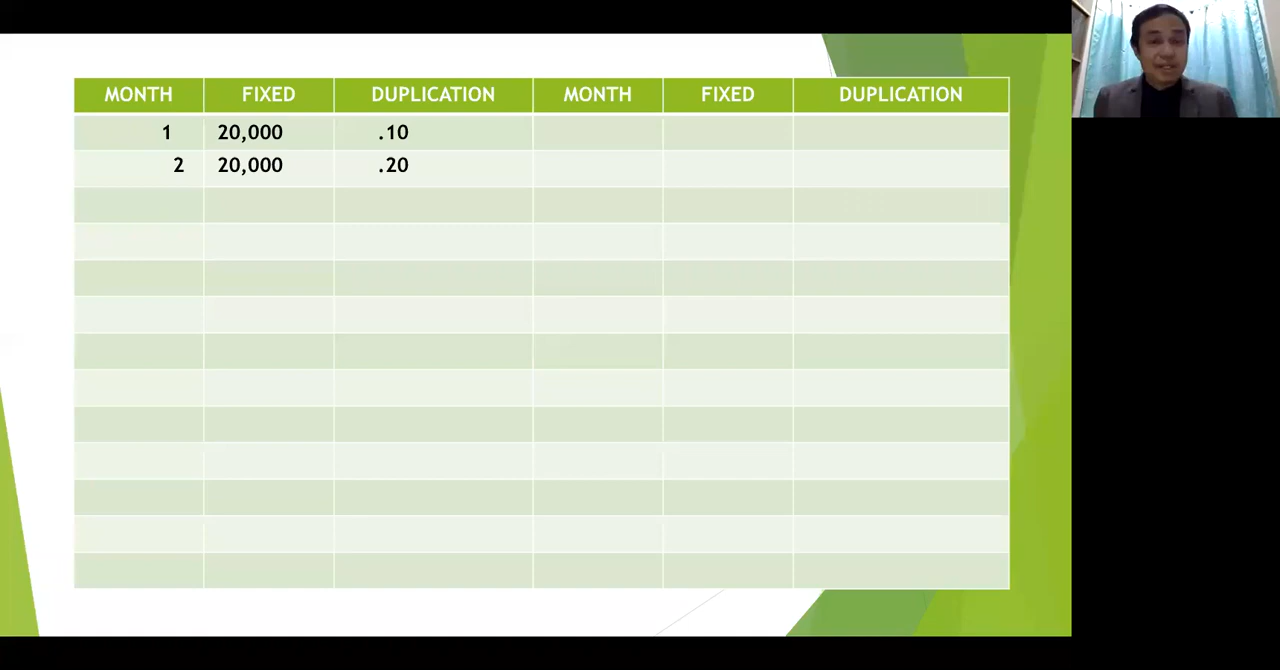 MONTH FIXED DUPLICATION MONTH FIXED DUPLICATION
1 20,000 .10
2 20,000 .20